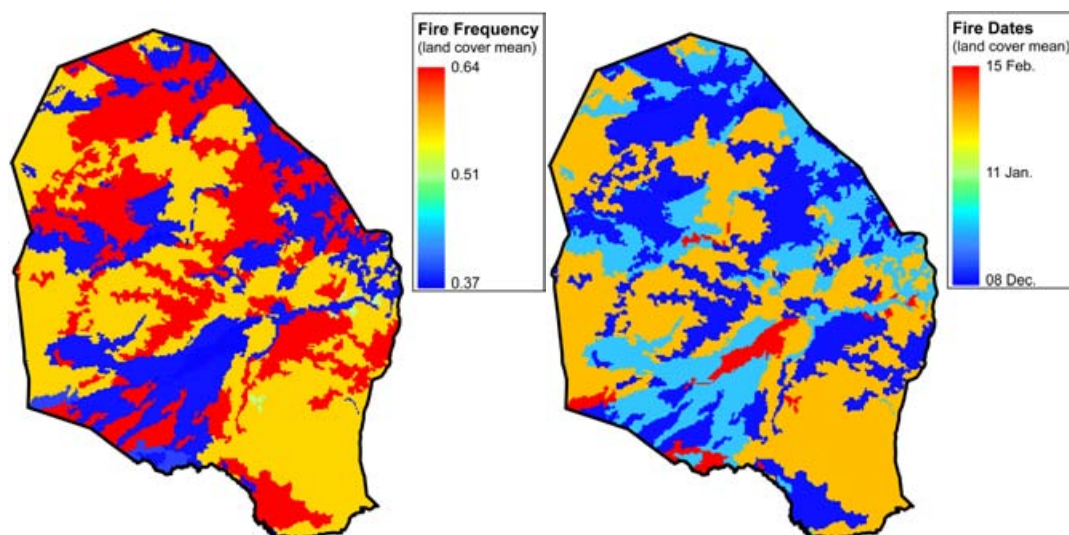 Fire Frequency
(land cover mean)
0.64
0.51
0.37
Fire Dates
(land cover mean)
15 Feb.
11 Jan.
08 Dec.